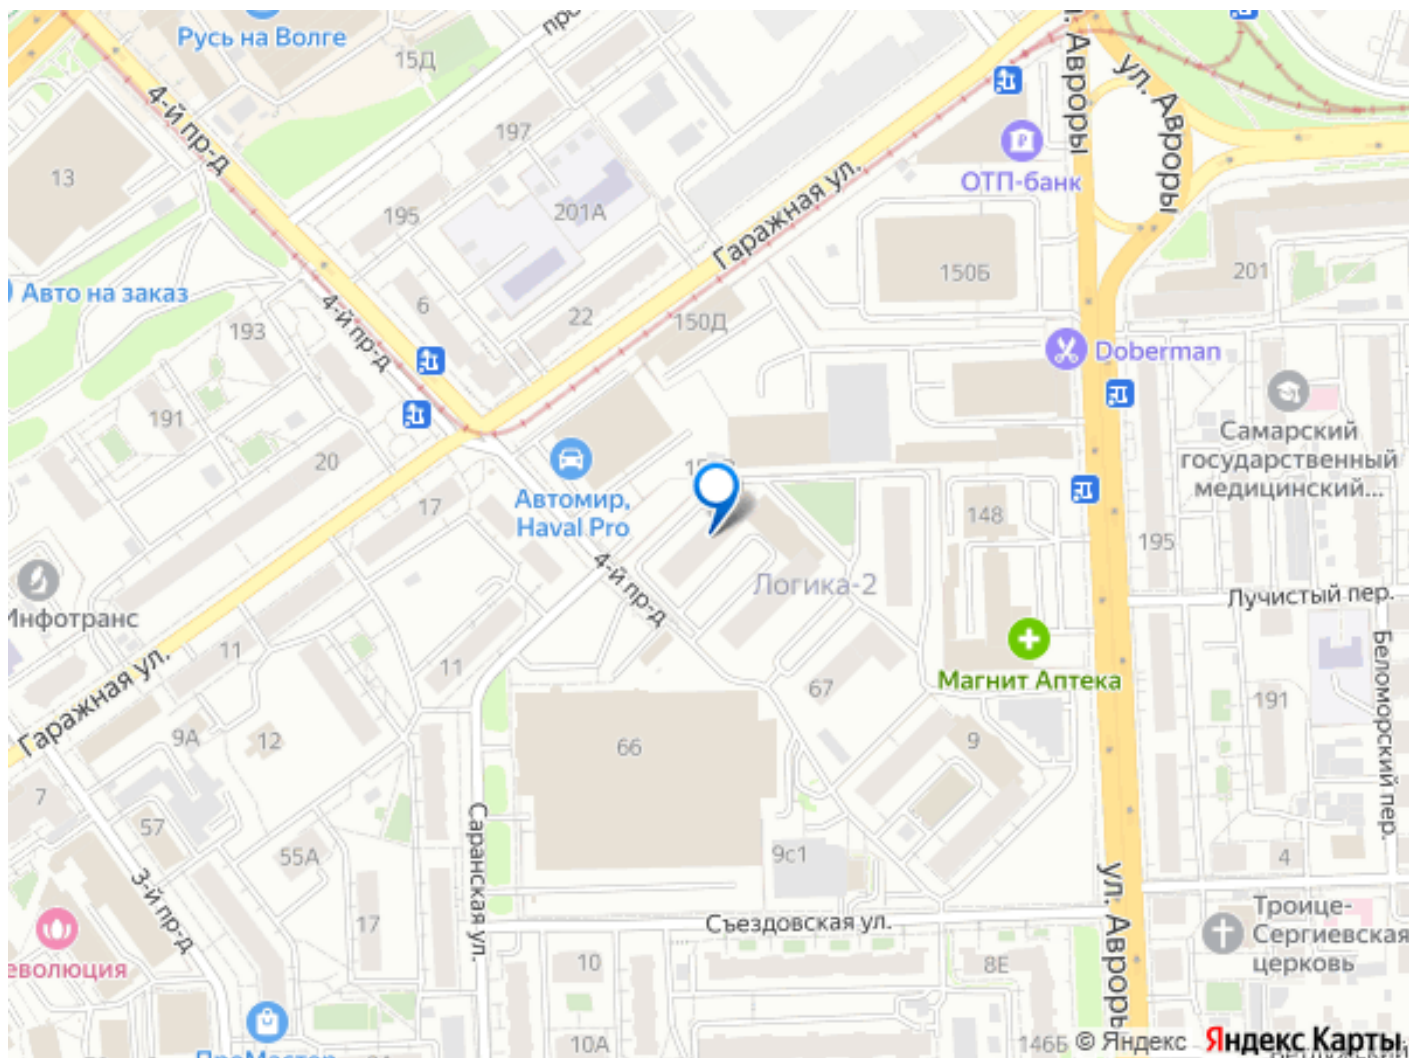 Русь на Волге
15Д
ул. Авроры
4-й пр-д
197
13
ОТП-банк
195
201А
Гаражная ул.
150Б
201
Авто на заказ
6
22
150Д
193
4-й пр-д
Doberman
191
Самарский
государственный
медицинский...
20
Автомир,
Haval Pro
17
148
195
4-й пр-д
Логика-2
Лучистый пер.
Инфотранс
11
11
Магнит Аптека
67
191
Беломорский пер.
Гаражная ул.
9А
12
66
9
7
57
55А
Саранская ул.
9с1
4
3-й пр-д
17
Съездовская ул.
ул. Авроры
Троице-
Сергиевская
церковь
10
8Е
10А
146Б
© Яндекс
Яндекс Карты